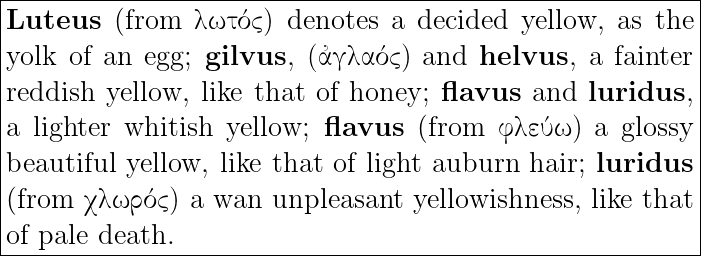 Luteus (from λωτός) denotes a decided yellow, as the
yolk of an egg; gilvus, (ἀγλαός) and helvus, a fainter
reddish yellow, like that of honey; flavus and luridus,
a lighter whitish yellow; flavus (from φλεύω) a glossy
beautiful yellow, like that of light auburn hair; luridus
(from χλωρός) a wan unpleasant yellowishness, like that
of pale death.